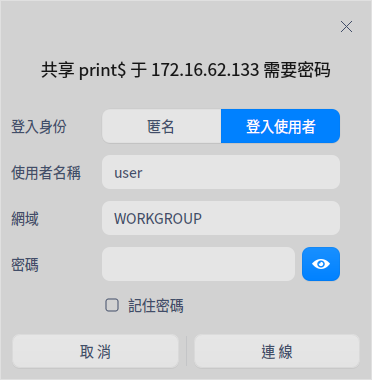 共享 print$ 于 172.16.62.133 需要密码
登入身份 匿名 登入使用者
使用者名稱 user
網域 WORKGROUP
密碼
記住密碼
取 消 連 線